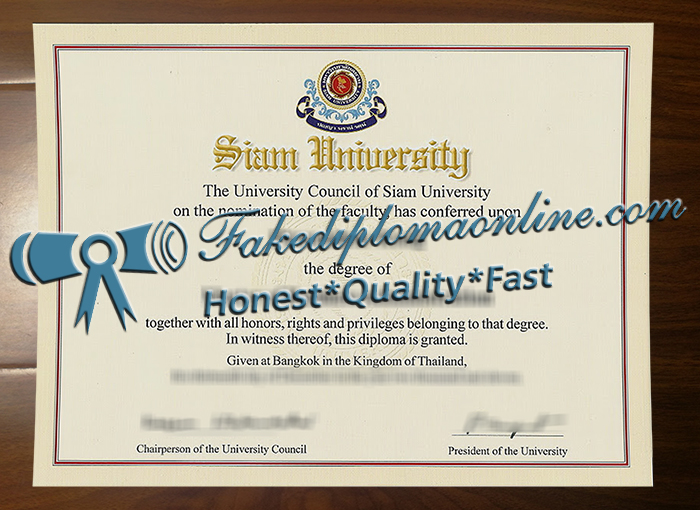 Siam University
The University Council of Siam University
on the nomination of the faculty, has conferred upon
Fakediplomaonline.com
the degree of
Honest*Quality*Fast
together with all honors, rights and privileges belonging to that degree.
In witness thereof, this diploma is granted.
Given at Bangkok in the Kingdom of Thailand,
Chairperson of the University Council
President of the University